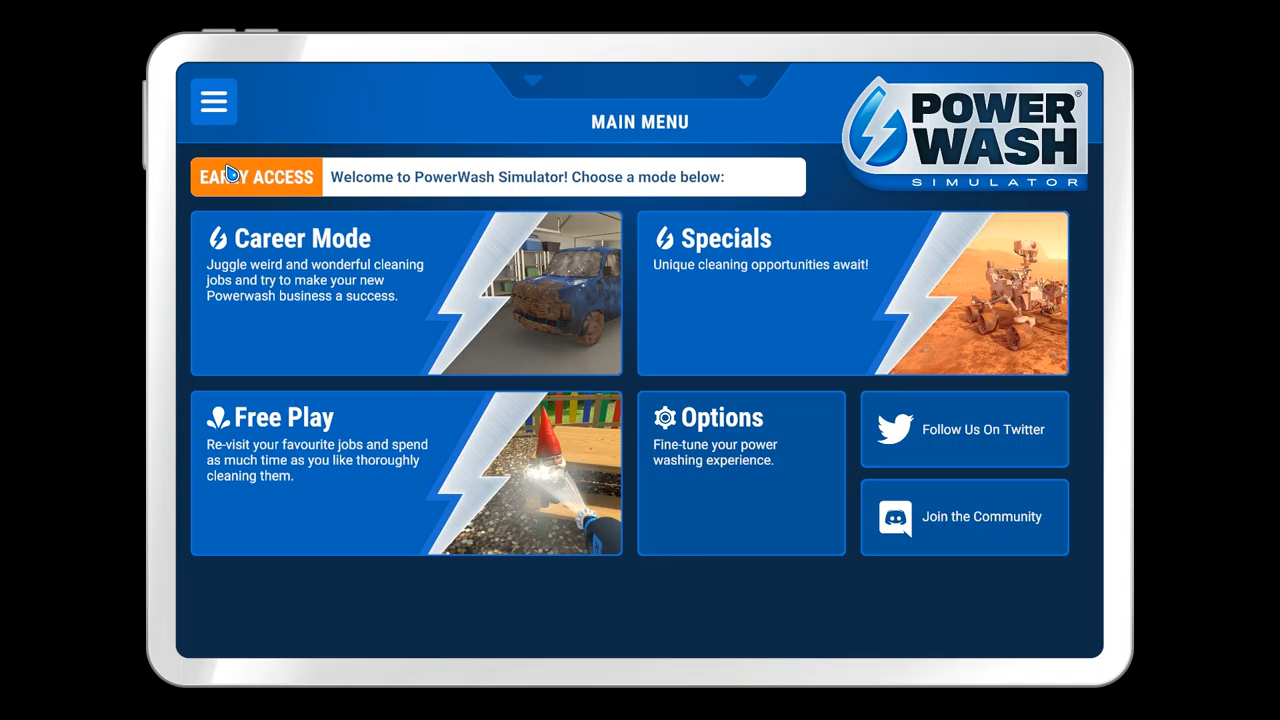 MAIN MENU
POWER
WASH
SIMULATOR
EARLY ACCESS
Welcome to PowerWash Simulator! Choose a mode below:
Career Mode
Juggle weird and wonderful cleaning
jobs and try to make your new
Powerwash business a success.
Specials
Unique cleaning opportunities await!
Free Play
Re-visit your favourite jobs and spend
as much time as you like thoroughly
cleaning them.
Options
Fine-tune your power
washing experience.
Follow Us On Twitter
Join the Community